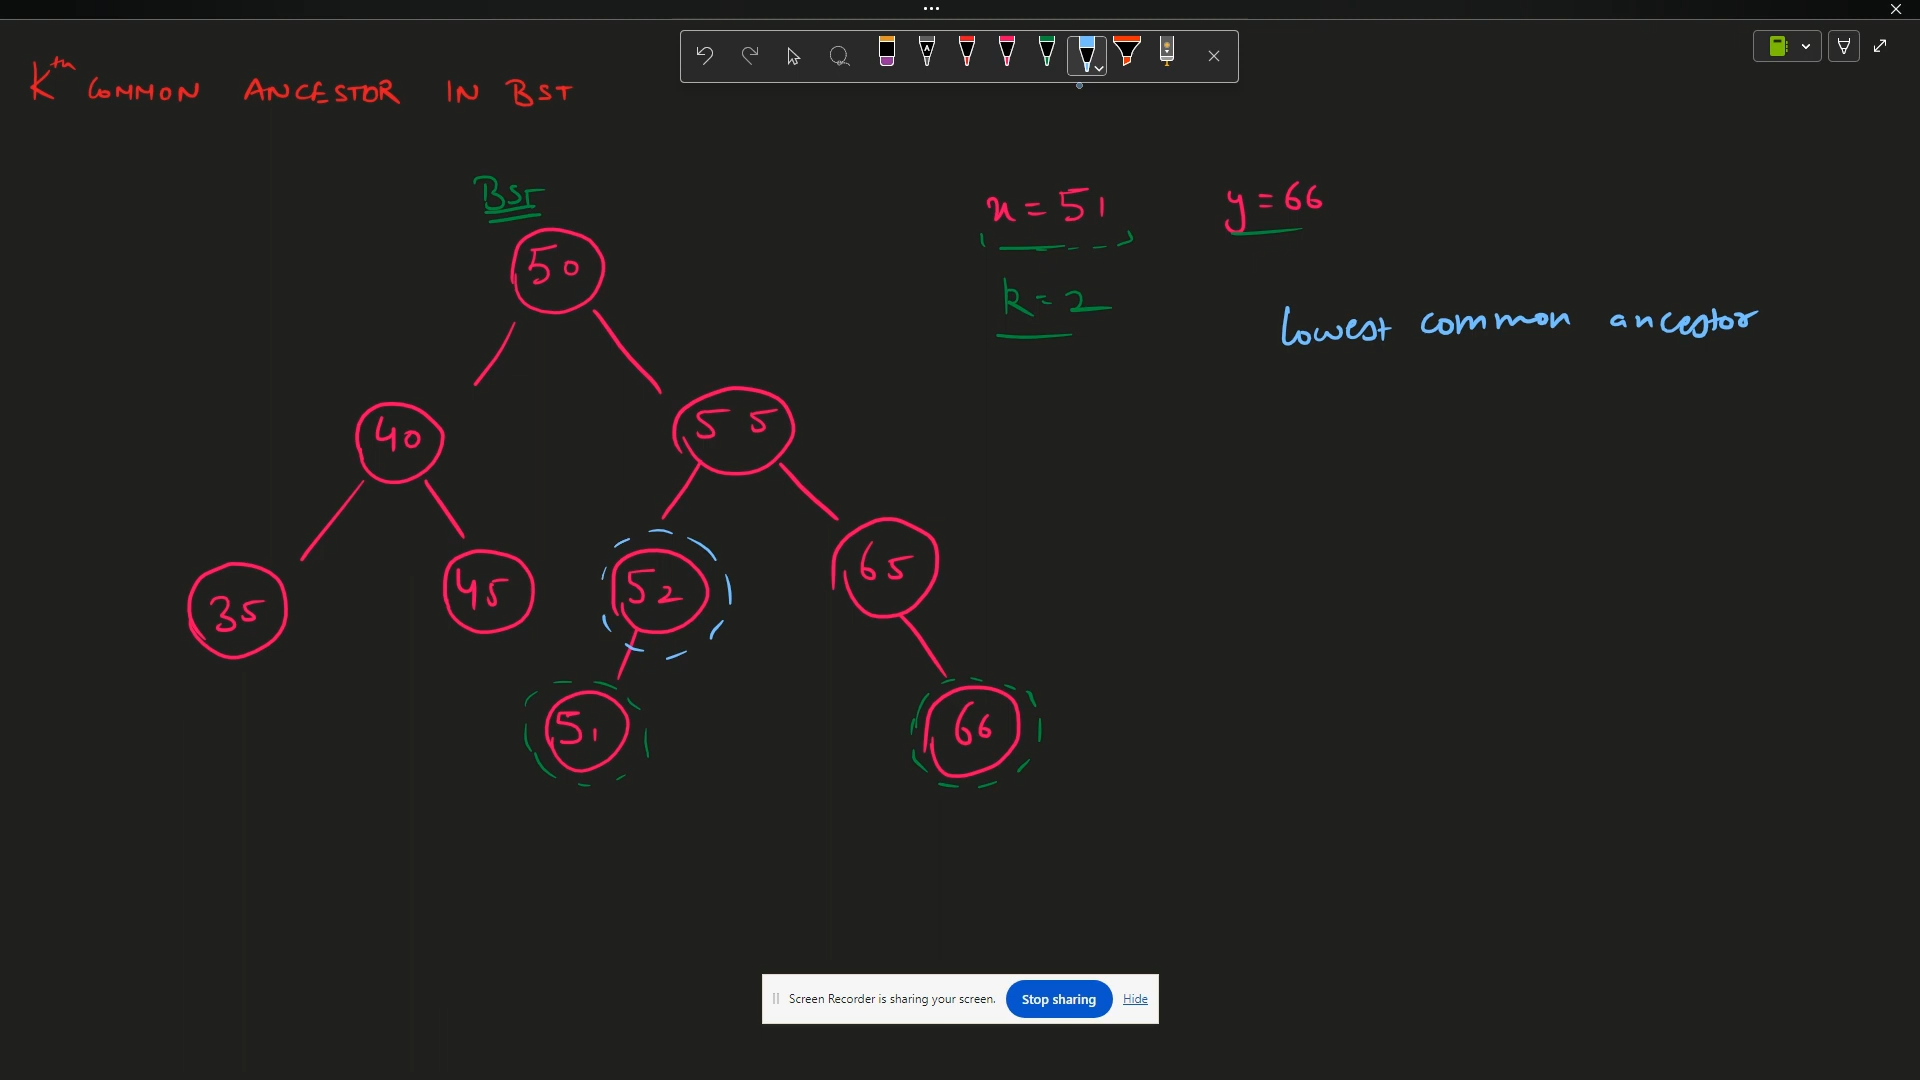 Kth COMMON ANCESTOR IN BST
BST
x = 51 y = 66
k = 2
lowest common ancestor
50
40
55
35
45
52
65
51
66
Screen Recorder is sharing your screen. Stop sharing Hide